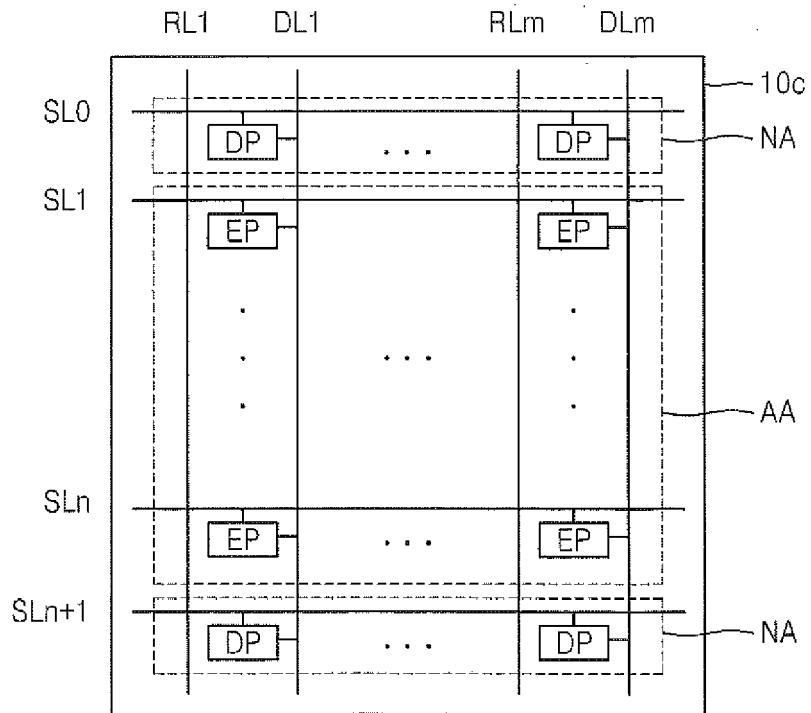 RL1 DL1 RLm DLm
10c
SL0
DP ... DP
NA
SL1
EP EP
...
AA
SLn
EP ... EP
SLn+1
DP ... DP
NA